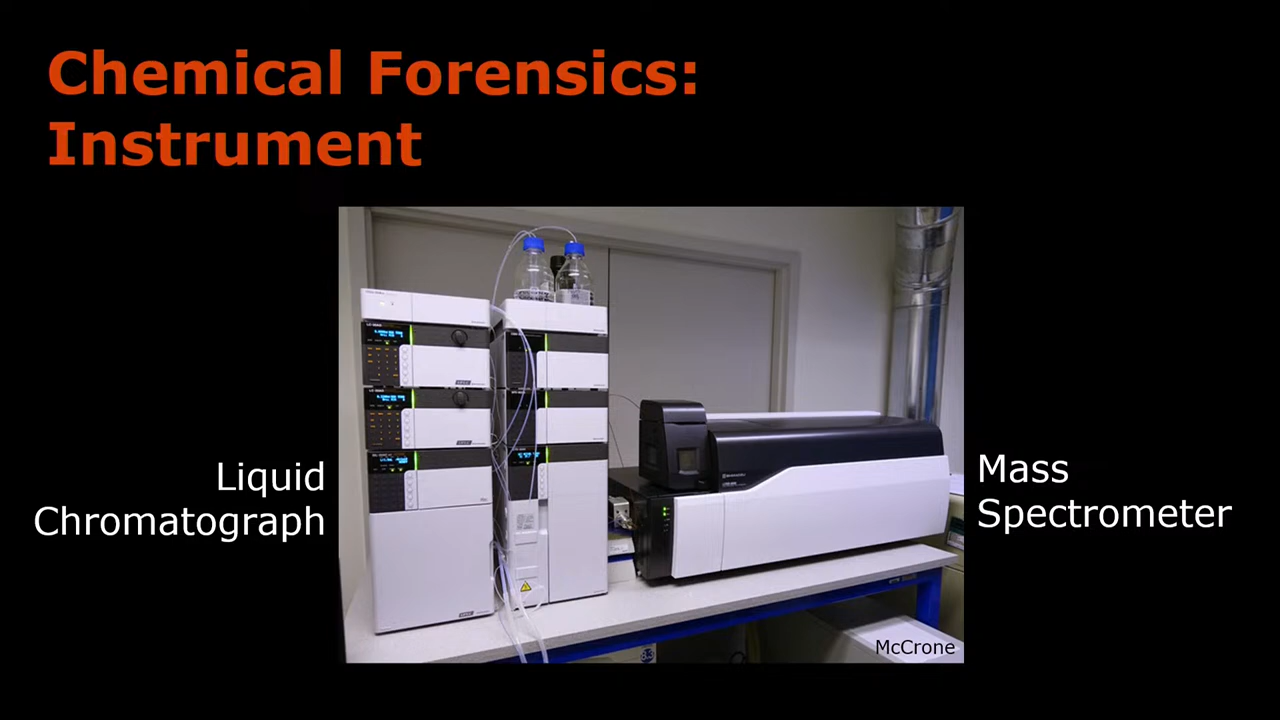 Chemical Forensics:
Instrument
Liquid
Chromatograph
Mass
Spectrometer
McCrone